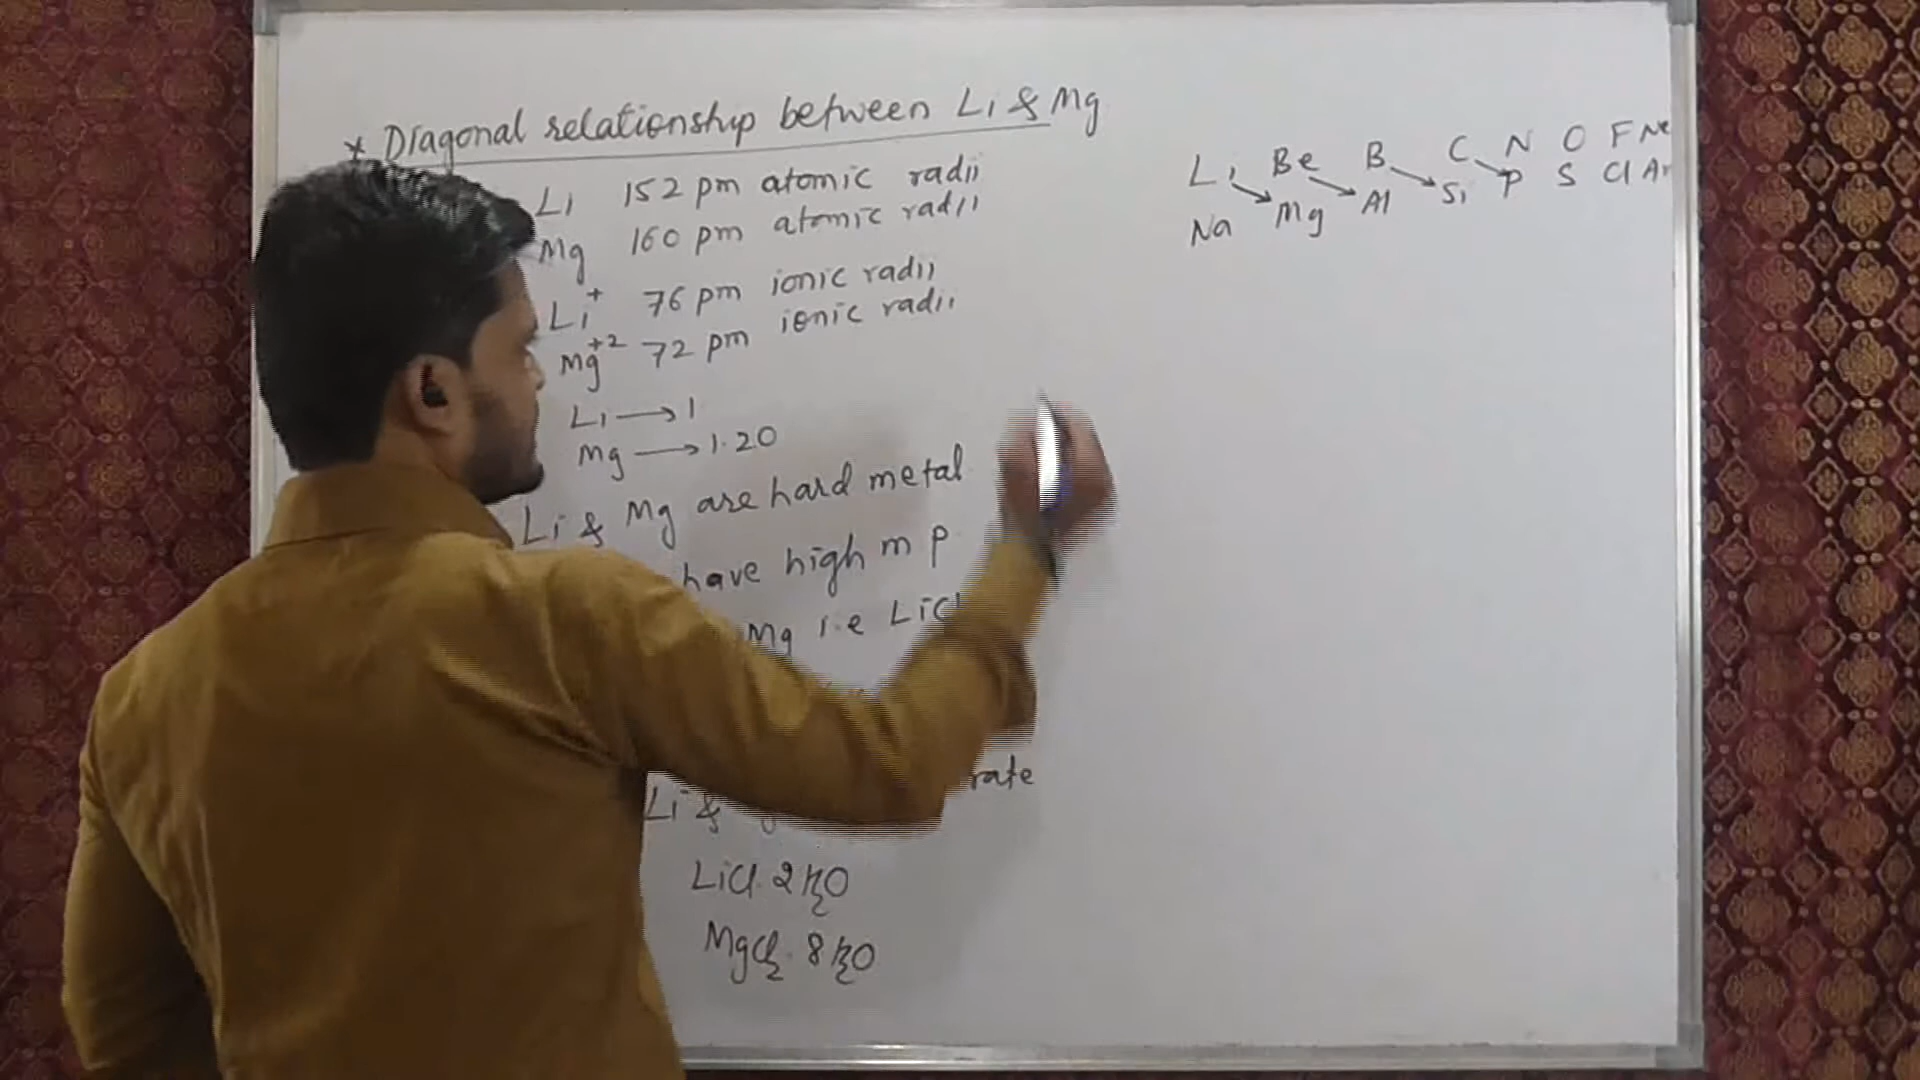 * Diagonal relationship between Li & Mg
Li 152 pm atomic radii
Mg 160 pm atomic radii
Li⁺ 76 pm ionic radii
Mg⁺² 72 pm ionic radii
Li → 1
Mg → 1.20
Li & Mg are hard metal
have high m p
Mg i.e LiCl
Li &
LiCl. 2H₂O
MgCl₂. 8H₂O
Li Be B C N O F Ne
Na Mg Al Si P S Cl Ar